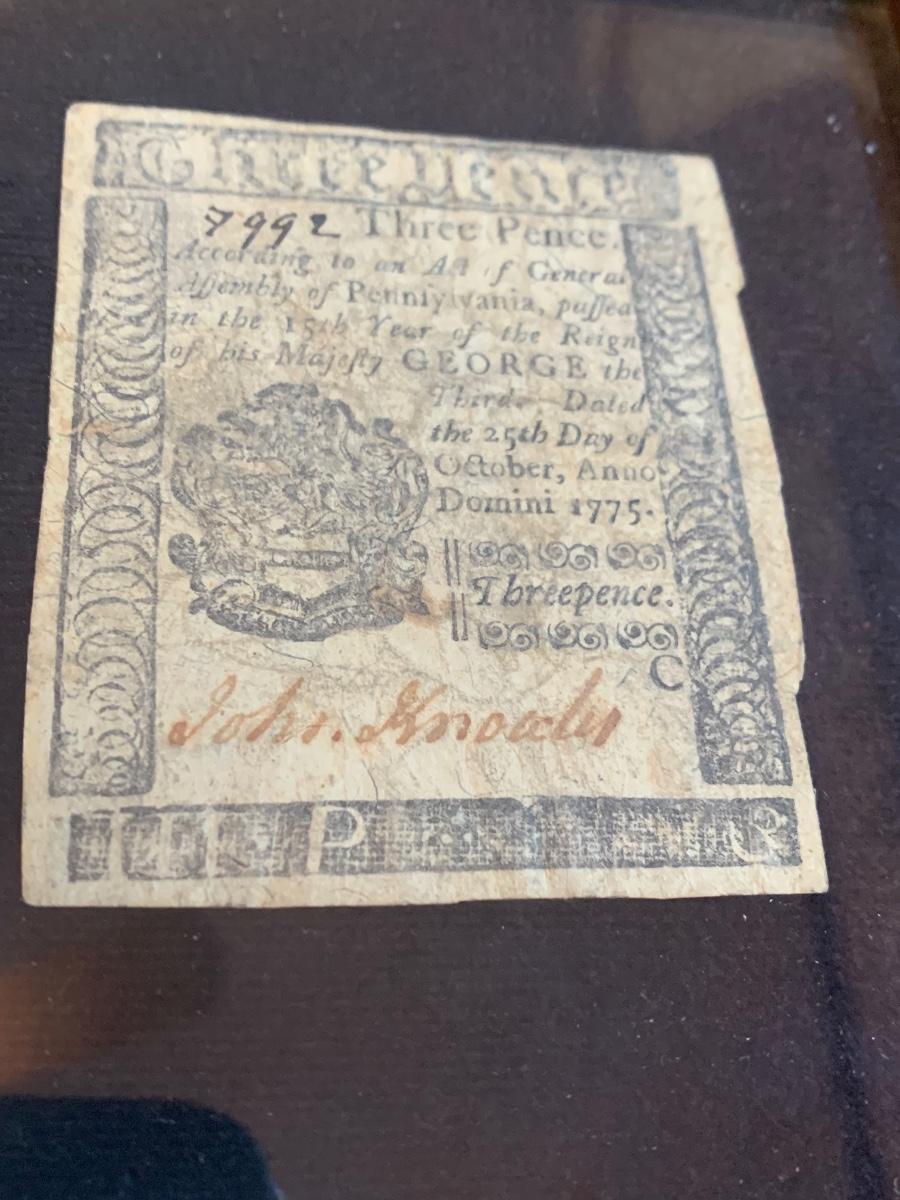 Three Pence
7992 Three Pence.
According to an Act of General
Aſſembly of Pennſylvania, paſſed
in the 15th Year of the Reign
of his Majeſty GEORGE the
Third. Dated
the 25th Day of
October, Anno
Domini 1775.
Threepence.
C
John. Knowles
III P R